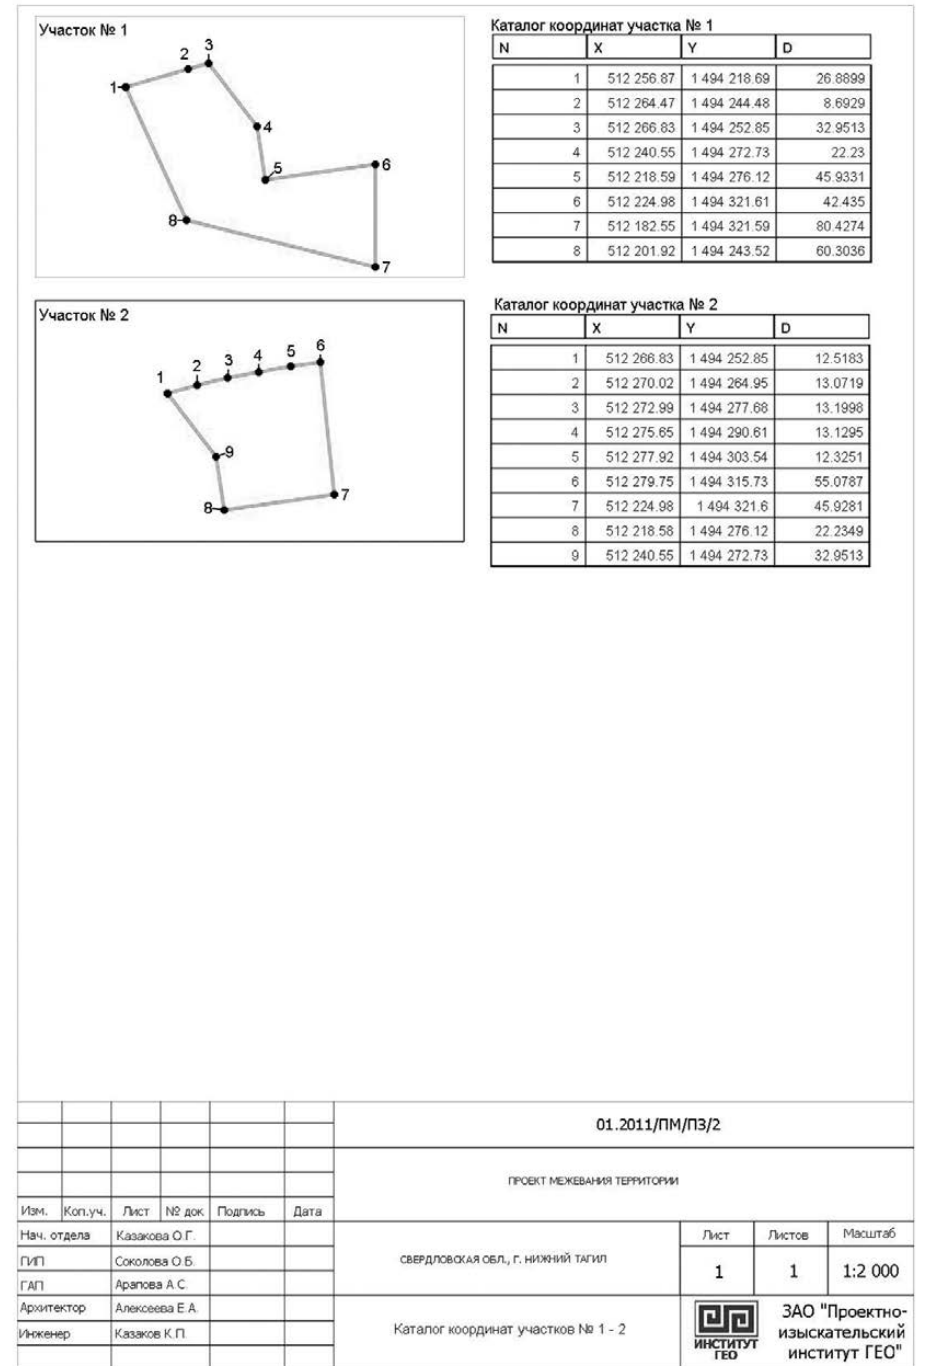 Участок № 1
1
2
3
4
5
6
7
8
Каталог координат участка № 1
N X Y D
1 512 256.87 1 494 218.69 26.8899
2 512 264.47 1 494 244.48 8.6929
3 512 266.83 1 494 252.85 32.9513
4 512 240.55 1 494 272.73 22.23
5 512 218.59 1 494 276.12 45.9331
6 512 224.98 1 494 321.61 42.435
7 512 182.55 1 494 321.59 80.4274
8 512 201.92 1 494 243.52 60.3036
Участок № 2
1
2
3
4
5
6
7
8
9
Каталог координат участка № 2
N X Y D
1 512 266.83 1 494 252.85 12.5183
2 512 270.02 1 494 264.95 13.0719
3 512 272.99 1 494 277.68 13.1998
4 512 275.65 1 494 290.61 13.1295
5 512 277.92 1 494 303.54 12.3251
6 512 279.75 1 494 315.73 55.0787
7 512 224.98 1 494 321.6 45.9281
8 512 218.58 1 494 276.12 22.2349
9 512 240.55 1 494 272.73 32.9513
01.2011/ПМ/ПЗ/2
ПРОЕКТ МЕЖЕВАНИЯ ТЕРРИТОРИИ
Изм. Кол.уч. Лист № док Подпись Дата
Нач. отдела Казакова О.Г.
ГИП Соколова О.Б.
ГАП Арапова А.С.
Архитектор Алексеева Е.А.
Инженер Казаков К.П.
СВЕРДЛОВСКАЯ ОБЛ., Г. НИЖНИЙ ТАГИЛ
Лист Листов Масштаб
1 1 1:2 000
Каталог координат участков № 1 - 2
ИНСТИТУТ
ГЕО
ЗАО "Проектно-
изыскательский
институт ГЕО"